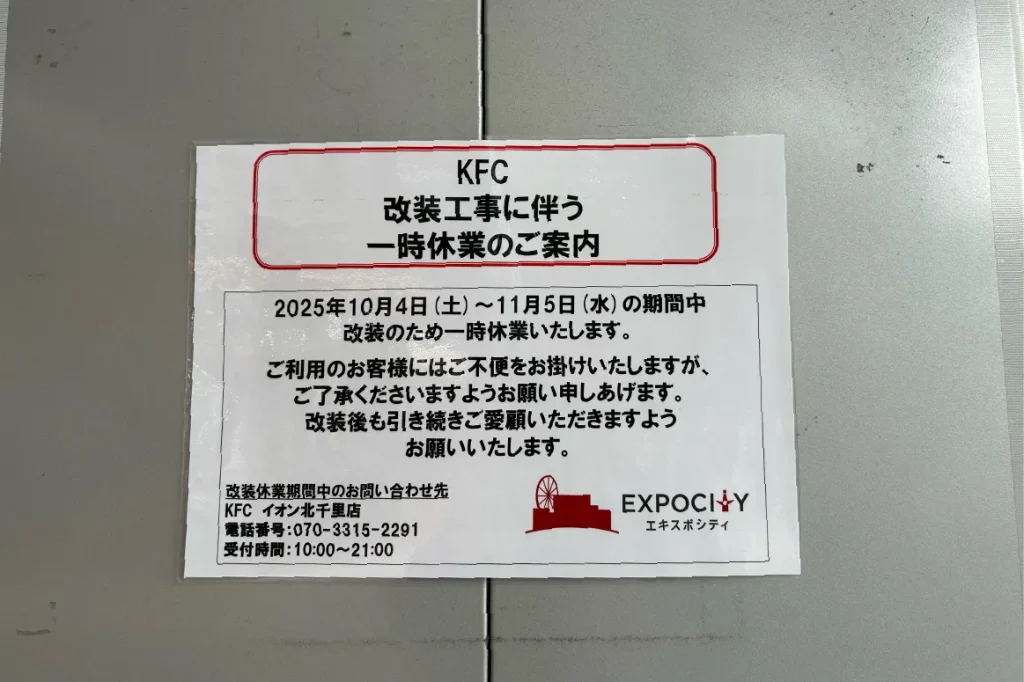 KFC
改装工事に伴う
一時休業のご案内
2025年10月4日(土)～11月5日(水)の期間中
改装のため一時休業いたします。
ご利用のお客様にはご不便をお掛けいたしますが、
ご了承くださいますようお願い申しあげます。
改装後も引き続きご愛顧いただきますよう
お願いいたします。
改装休業期間中のお問い合わせ先
KFC イオン北千里店
電話番号:070-3315-2291
受付時間:10:00～21:00
EXPOCITY
エキスポシティ